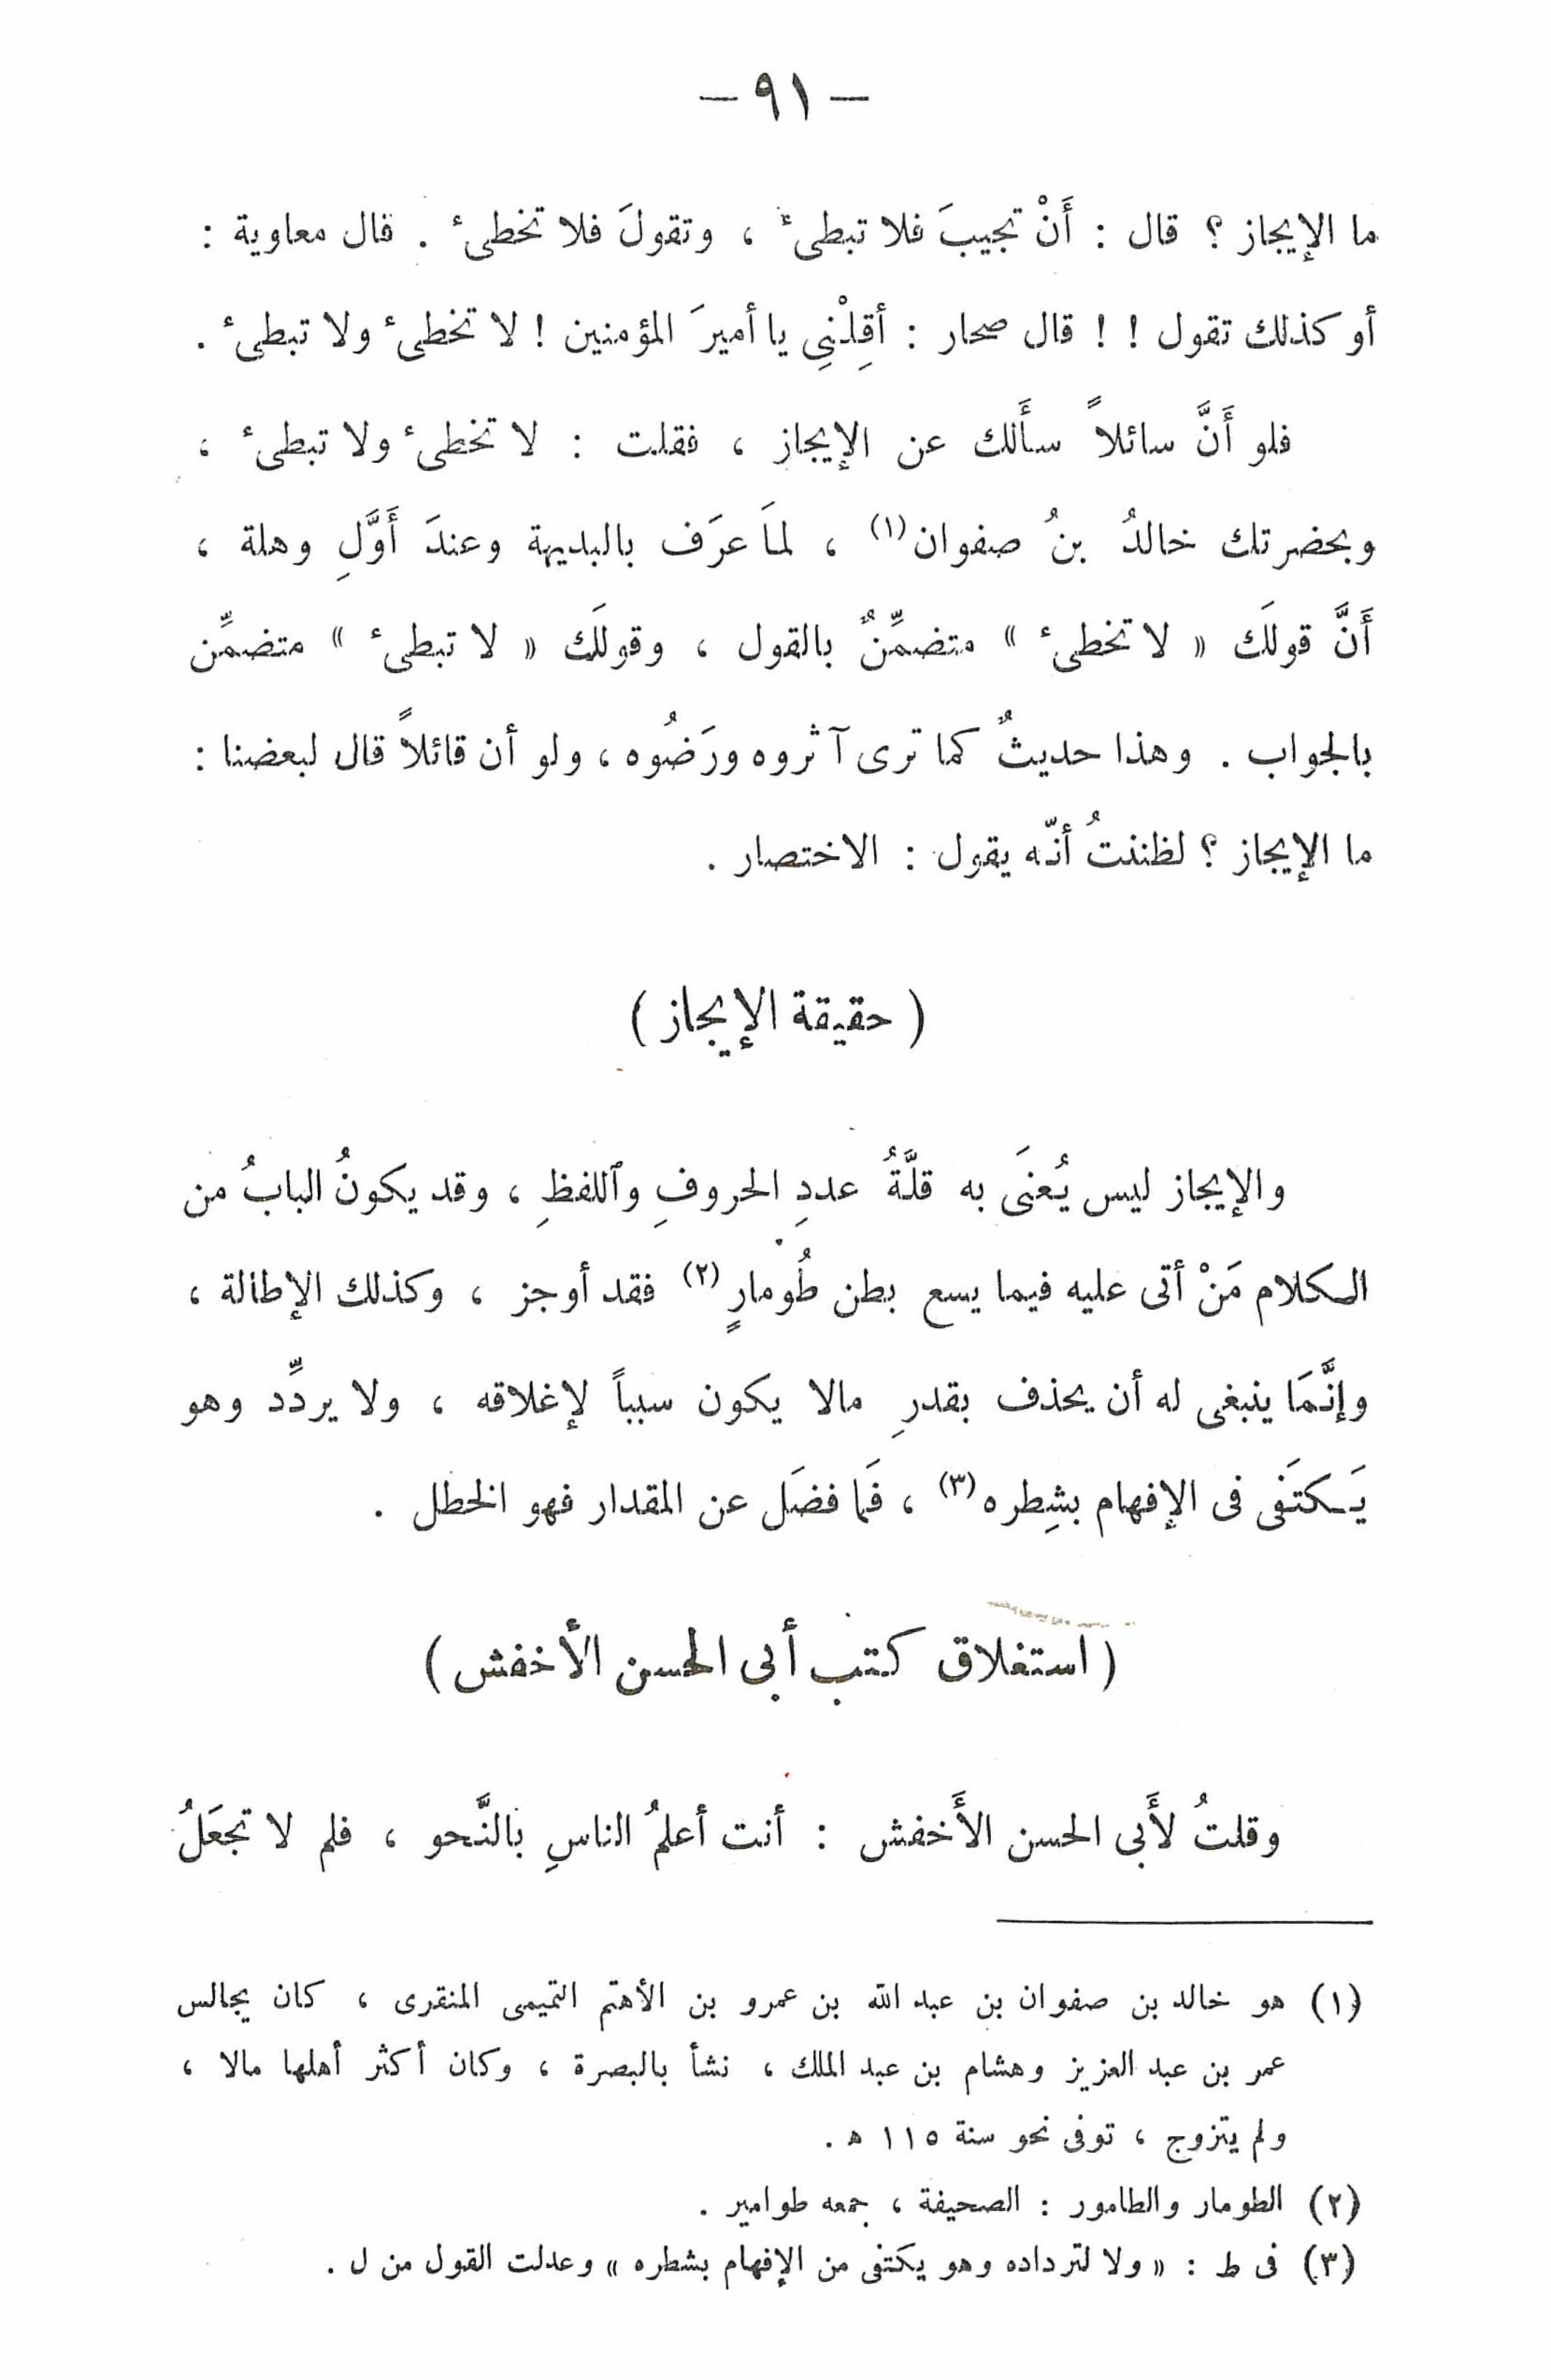 — ٩١ —
ما الإيجاز ؟ قال : أَنْ تجيبَ فلا تبطئ ، وتقولَ فلا تخطئ . قال معاوية :
أو كذلك تقول ! ! قال صحار : أقِلْنِي يا أميرَ المؤمنين ! لا تخطئ ولا تبطئ .
فلو أَنَّ سائلاً سأَلك عن الإيجاز ، فقلت : لا تخطئ ولا تبطئ ،
وبحضرتك خالدُ بنُ صفوان (١) ، لمَا عرَف بالبديهة وعندَ أَوَّلِ وهلة ،
أَنَّ قولَك « لا تخطئ » متضمِّنٌ بالقول ، وقولَك « لا تبطئ » متضمِّن
بالجواب . وهذا حديثٌ كما ترى آثروه ورَضُوه ، ولو أن قائلاً قال لبعضنا :
ما الإيجاز ؟ لظننتُ أنّه يقول : الاختصار .
( حقيقة الإيجاز )
والإيجاز ليس يُعنَى به قلَّةُ عددِ الحروفِ واللفظِ ، وقد يكونُ البابُ من
الكلام مَنْ أتى عليه فيما يسع بطن طُومارٍ (٢) فقد أوجز ، وكذلك الإطالة ،
وإنَّمَا ينبغى له أن يحذف بقدرِ مالا يكون سبباً لإغلاقه ، ولا يردِّد وهو
يَكتَفى فى الإفهام بشِطره (٣) ، فَما فضَل عن المقدار فهو الخطل .
( استغلاق كتب أبى الحسن الأخفش )
وقلتُ لأَبى الحسن الأَخفش : أنت أعلمُ الناسِ بالنَّحو ، فلم لا تجعَلُ
(١) هو خالد بن صفوان بن عبد الله بن عمرو بن الأهتم التميمى المنقرى ، كان يجالس
عمر بن عبد العزيز وهشام بن عبد الملك ، نشأ بالبصرة ، وكان أكثر أهلها مالا ،
ولم يتزوج ، توفى نحو سنة ١١٥ ه .
(٢) الطومار والطامور : الصحيفة ، جمعه طوامير .
(٣) فى ط : « ولا لترداده وهو يكتفى من الإفهام بشطره » وعدلت القول من ل .